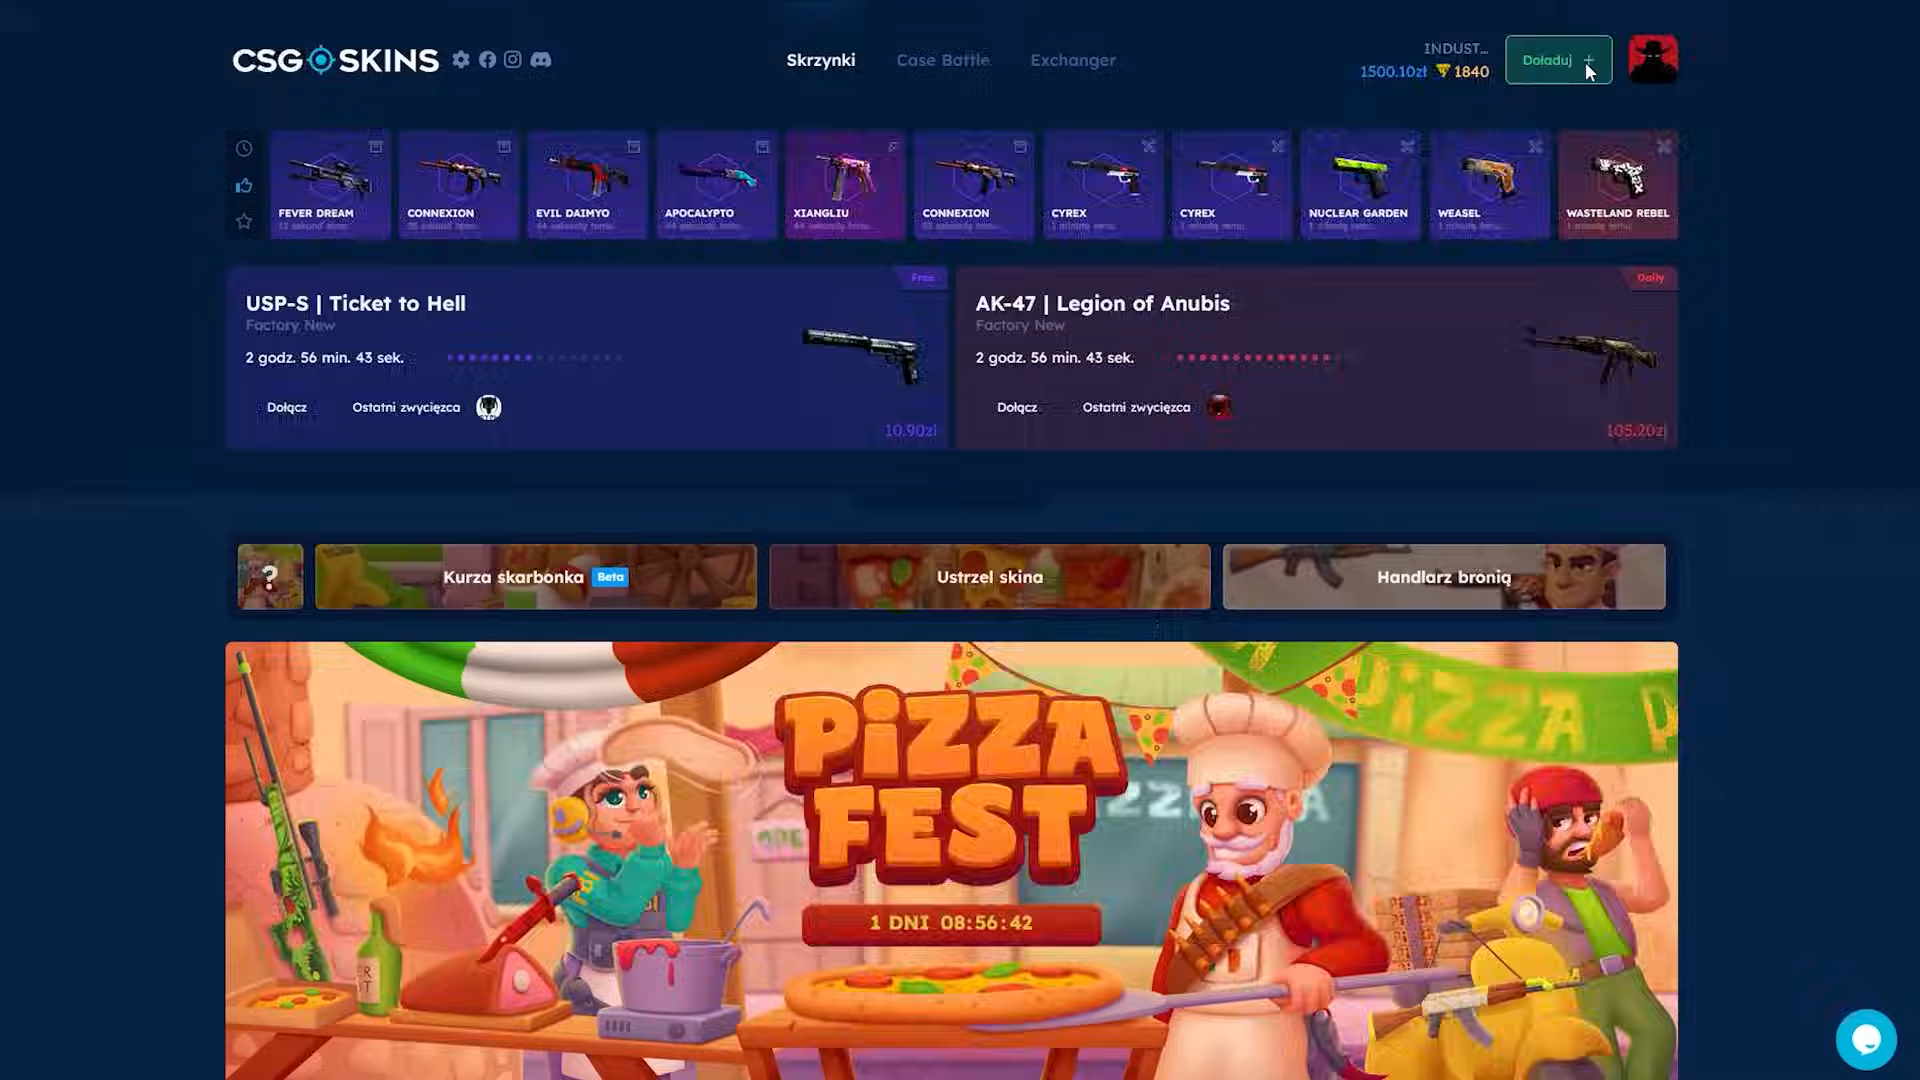 CSG SKINS
Skrzynki
Case Battle
Exchanger
INDUST...
1500.10zł 1840
Doładuj +
FEVER DREAM
CONNEXION
EVIL DAIMYO
APOCALYPTO
XIANGLIU
CONNEXION
CYREX
CYREX
NUCLEAR GARDEN
WEASEL
WASTELAND REBEL
Free
USP-S | Ticket to Hell
Factory New
2 godz. 56 min. 43 sek.
Dołącz
Ostatni zwycięzca
10.90zł
Daily
AK-47 | Legion of Anubis
Factory New
2 godz. 56 min. 43 sek.
Dołącz
Ostatni zwycięzca
105.20zł
?
Kurza skarbonka Beta
Ustrzel skina
Handlarz bronią
PiZZA
FEST
1 DNI 08:56:42
PiZZA P